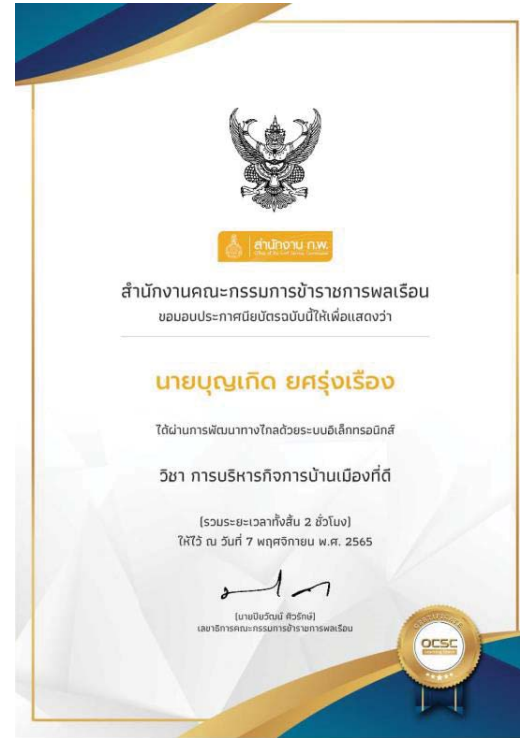 สำนักงาน ก.พ.
สำนักงานคณะกรรมการข้าราชการพลเรือน
ขอมอบประกาศนียบัตรฉบับนี้ให้เพื่อแสดงว่า
นายบุญเกิด ยศรุ่งเรือง
ได้ผ่านการพัฒนาทางไกลด้วยระบบอิเล็กทรอนิกส์
วิชา การบริหารกิจการบ้านเมืองที่ดี
(รวมระยะเวลาทั้งสิ้น 2 ชั่วโมง)
ให้ไว้ ณ วันที่ 7 พฤศจิกายน พ.ศ. 2565
(นายปิยวัฒน์ ศิวรักษ์)
เลขาธิการคณะกรรมการข้าราชการพลเรือน
OCSC